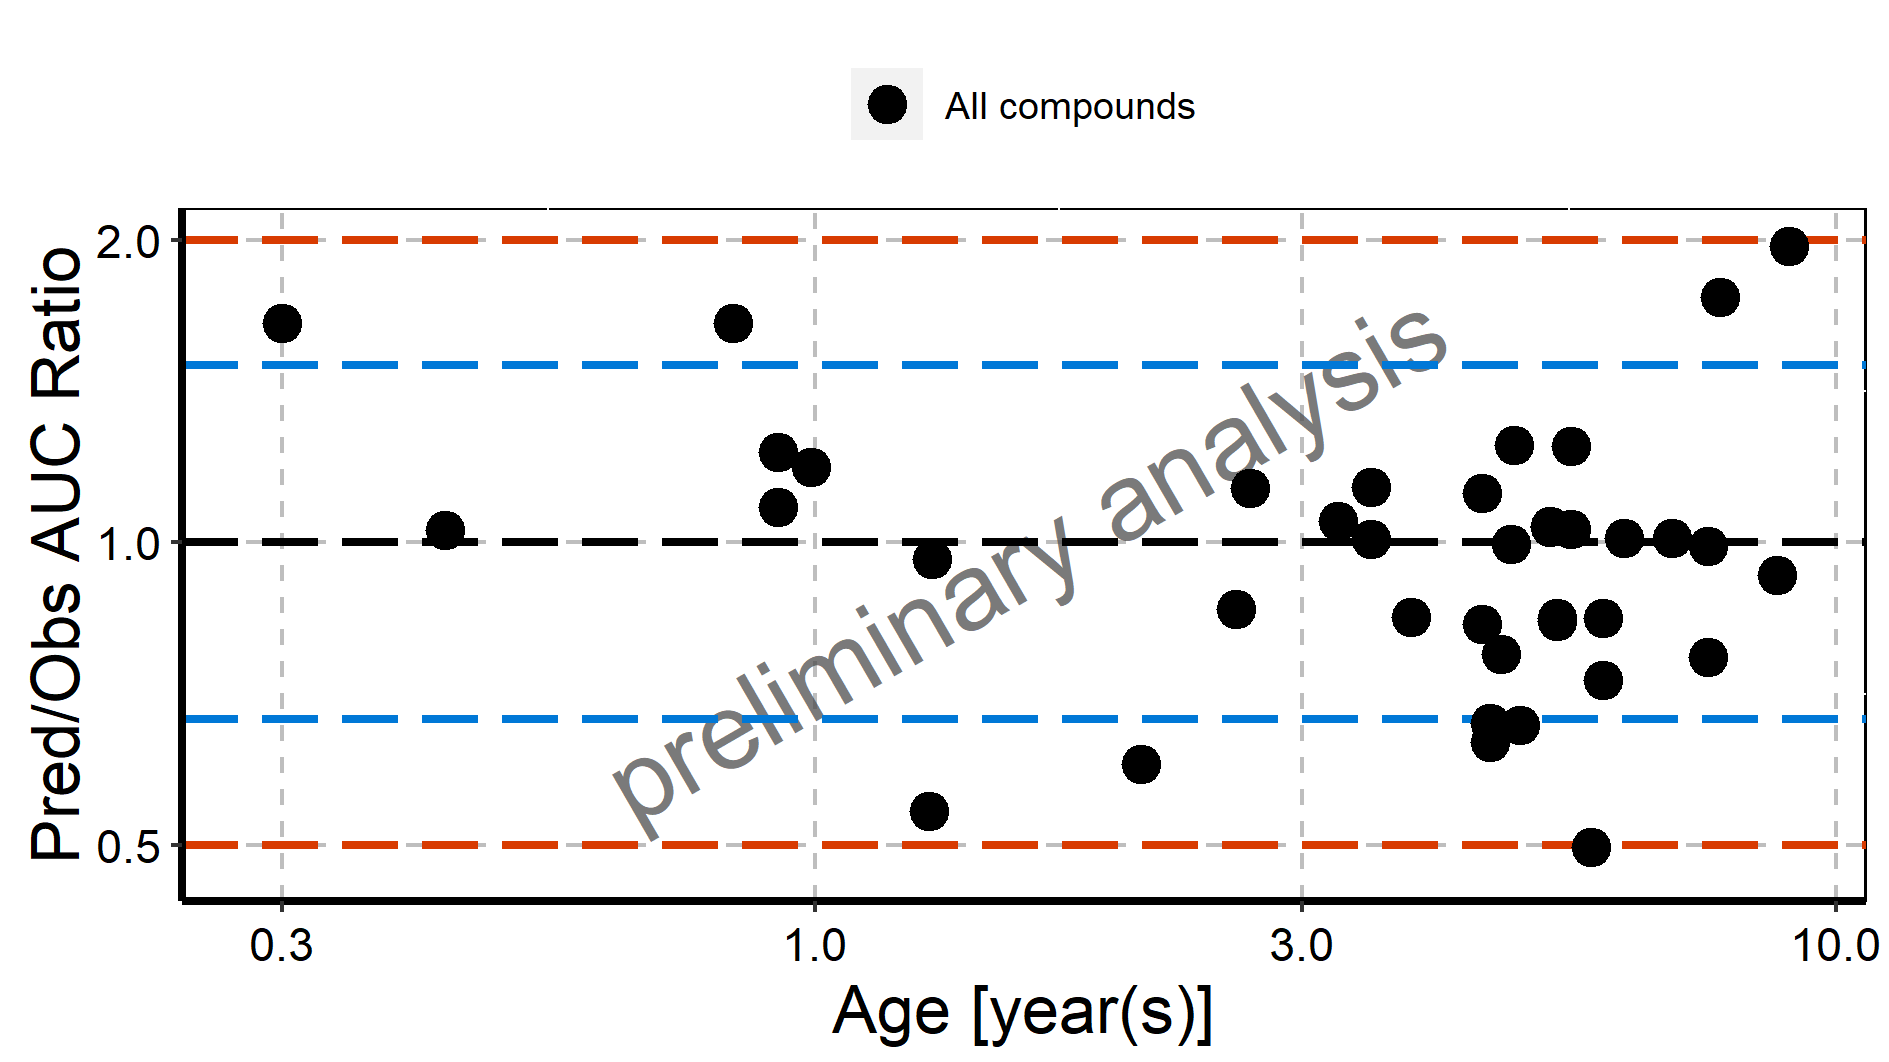 All compounds
Pred/Obs AUC Ratio
2.0
1.0
0.5
preliminary analysis
0.3 1.0 3.0 10.0
Age [year(s)]